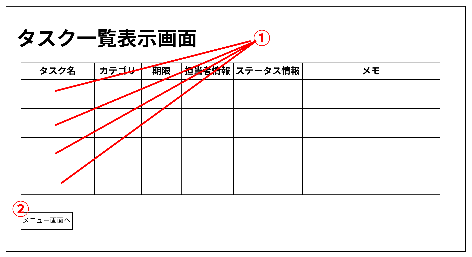 タスク一覧表示画面
①
タスク名 カテゴリ 期限 担当者情報 ステータス情報 メモ
②
メニュー画面へ